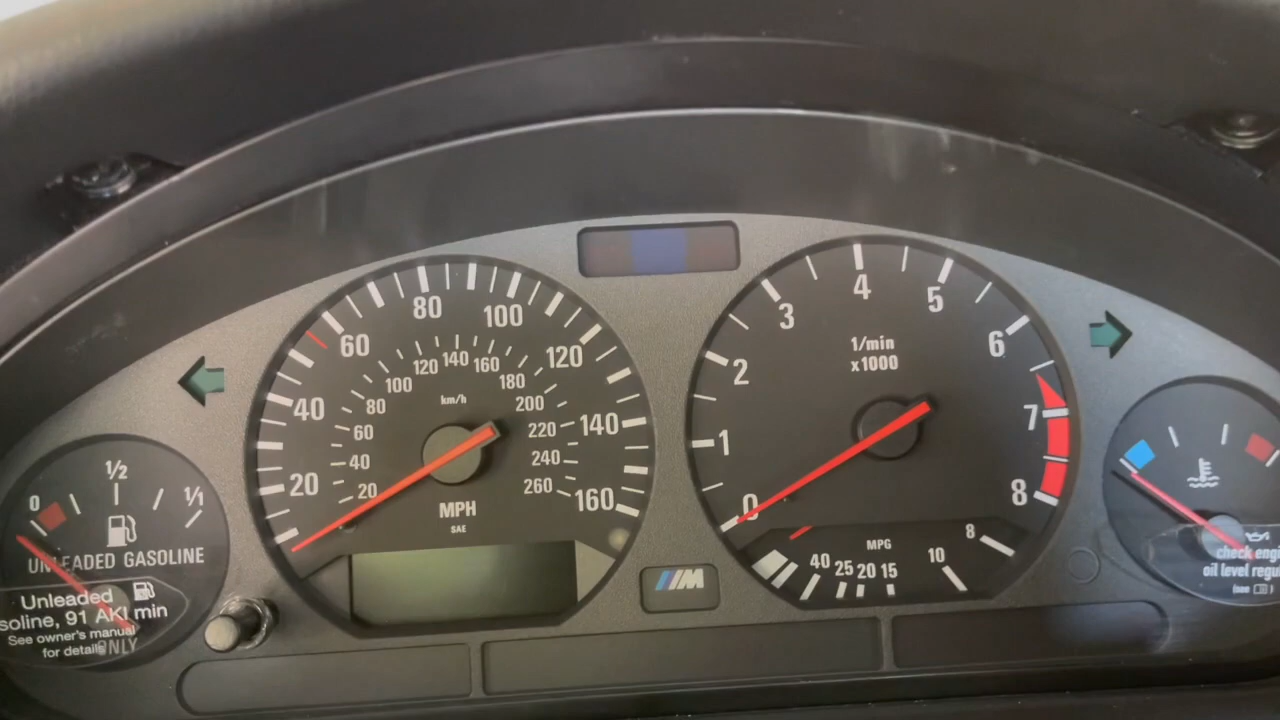 0
1/2
1/1
UNLEADED GASOLINE
Unleaded
soline, 91 AKI min
See owner's manual
for details
ONLY
20
40
60
80
100
120
140
160
20
40
60
80
100
120
140
160
180
200
220
240
260
km/h
MPH
SAE
M
0
1
2
3
4
5
6
7
8
1/min
x1000
MPG
40 25 20 15 10 8
check engi
oil level regu